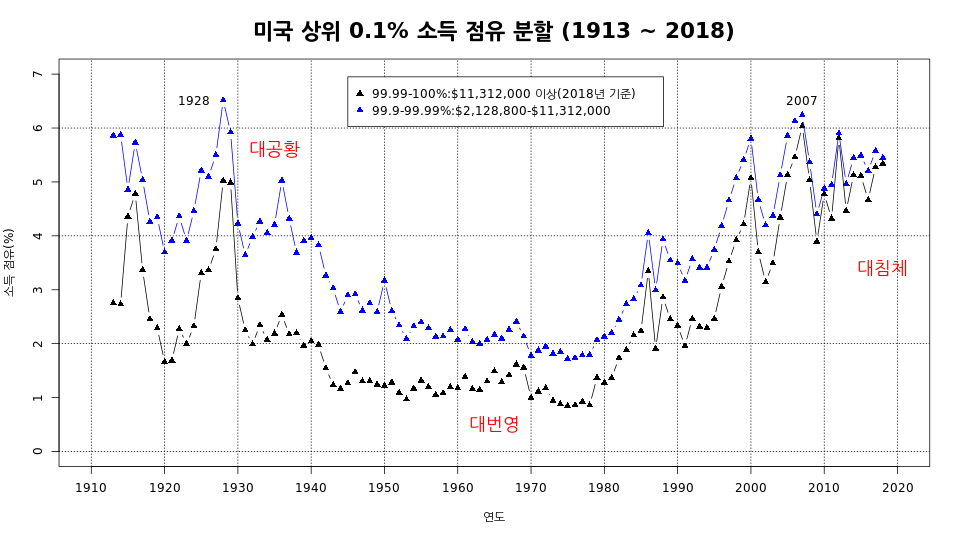 미국 상위 0.1% 소득 점유 분할 (1913 ~ 2018)
99.99-100%:$11,312,000 이상(2018년 기준)
99.9-99.99%:$2,128,800-$11,312,000
1928
2007
대공황
대침체
대번영
소득 점유(%)
7
6
5
4
3
2
1
0
1910 1920 1930 1940 1950 1960 1970 1980 1990 2000 2010 2020
연도